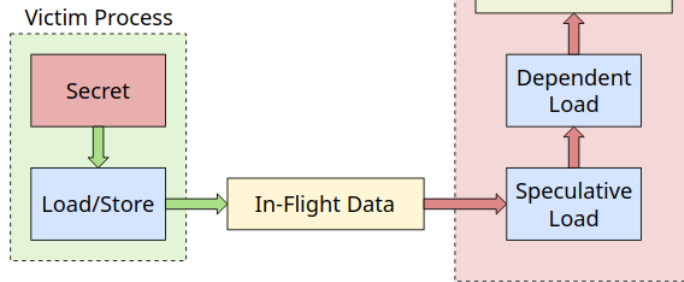 Victim Process
Secret
Dependent
Load
Load/Store
In-Flight Data
Speculative
Load